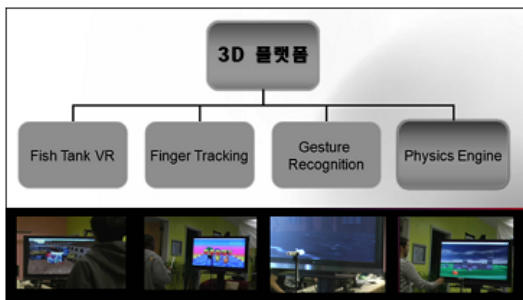 3D 플랫폼
Fish Tank VR
Finger Tracking
Gesture
Recognition
Physics Engine